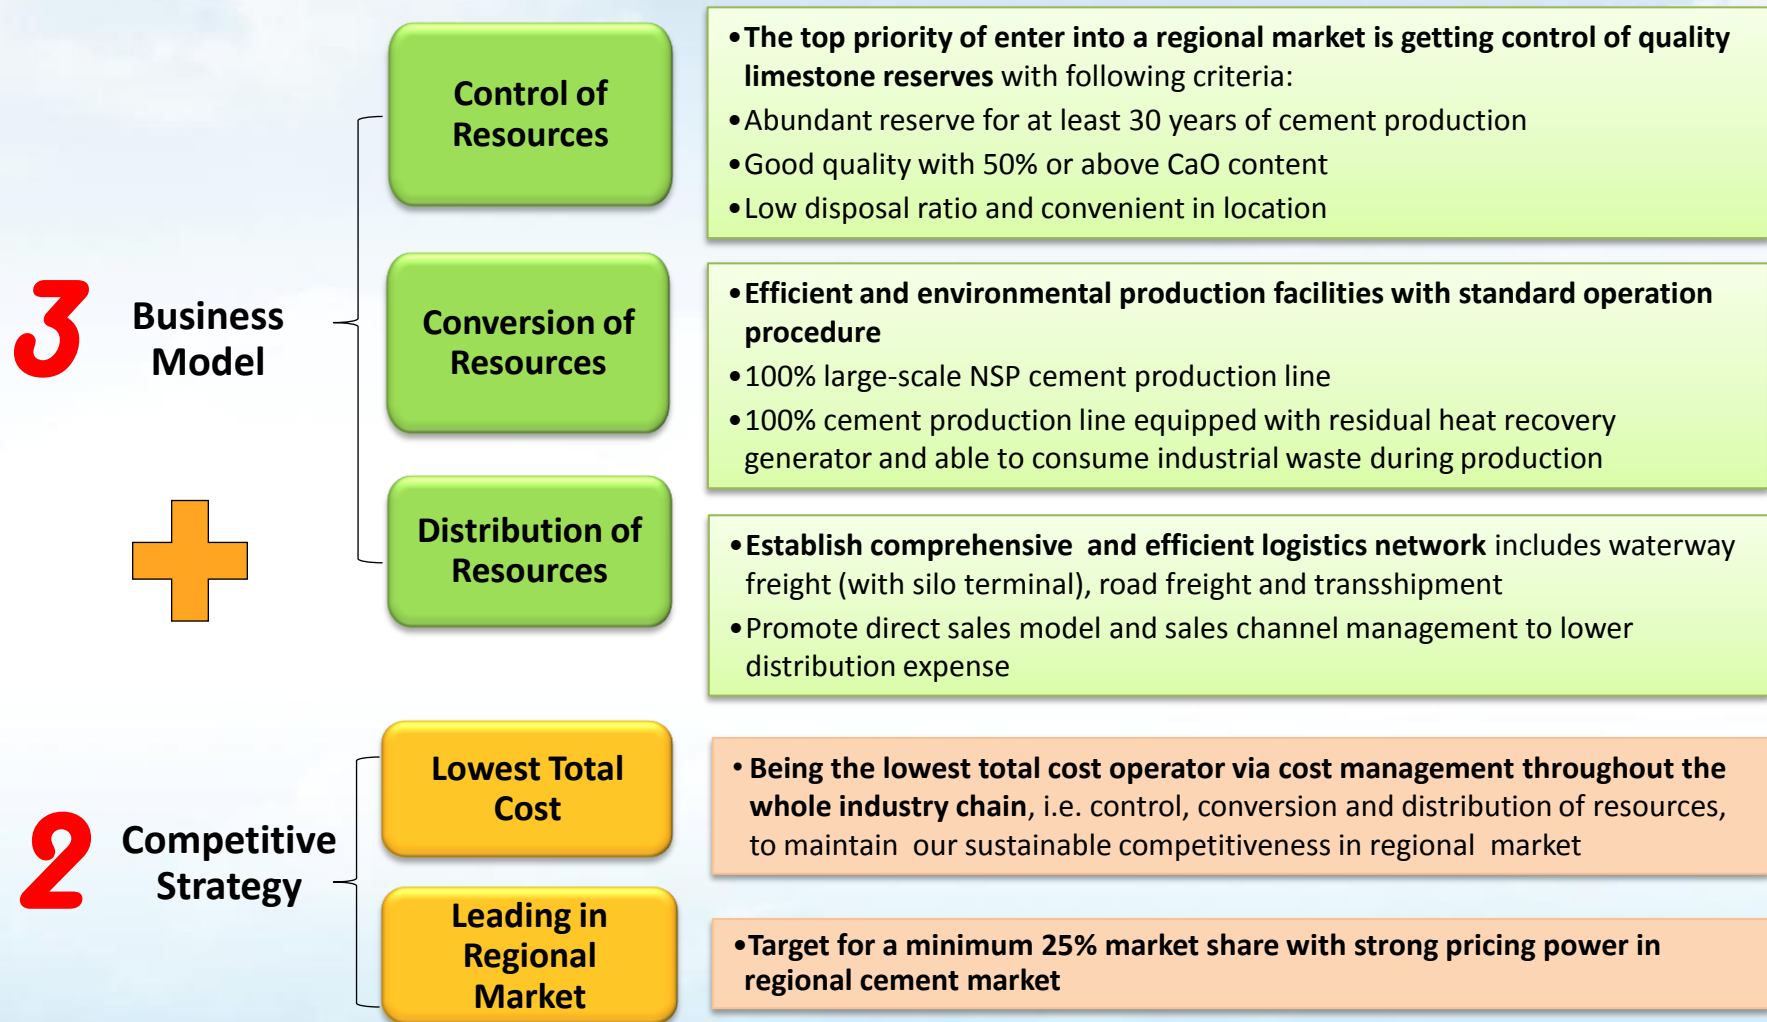 3
Business
Model
Control of
Resources
•The top priority of enter into a regional market is getting control of quality
limestone reserves with following criteria:
•Abundant reserve for at least 30 years of cement production
•Good quality with 50% or above CaO content
•Low disposal ratio and convenient in location
Conversion of
Resources
•Efficient and environmental production facilities with standard operation
procedure
•100% large-scale NSP cement production line
•100% cement production line equipped with residual heat recovery
generator and able to consume industrial waste during production
Distribution of
Resources
•Establish comprehensive and efficient logistics network includes waterway
freight (with silo terminal), road freight and transshipment
•Promote direct sales model and sales channel management to lower
distribution expense
2
Competitive
Strategy
Lowest Total
Cost
• Being the lowest total cost operator via cost management throughout the
whole industry chain, i.e. control, conversion and distribution of resources,
to maintain our sustainable competitiveness in regional market
Leading in
Regional
Market
•Target for a minimum 25% market share with strong pricing power in
regional cement market